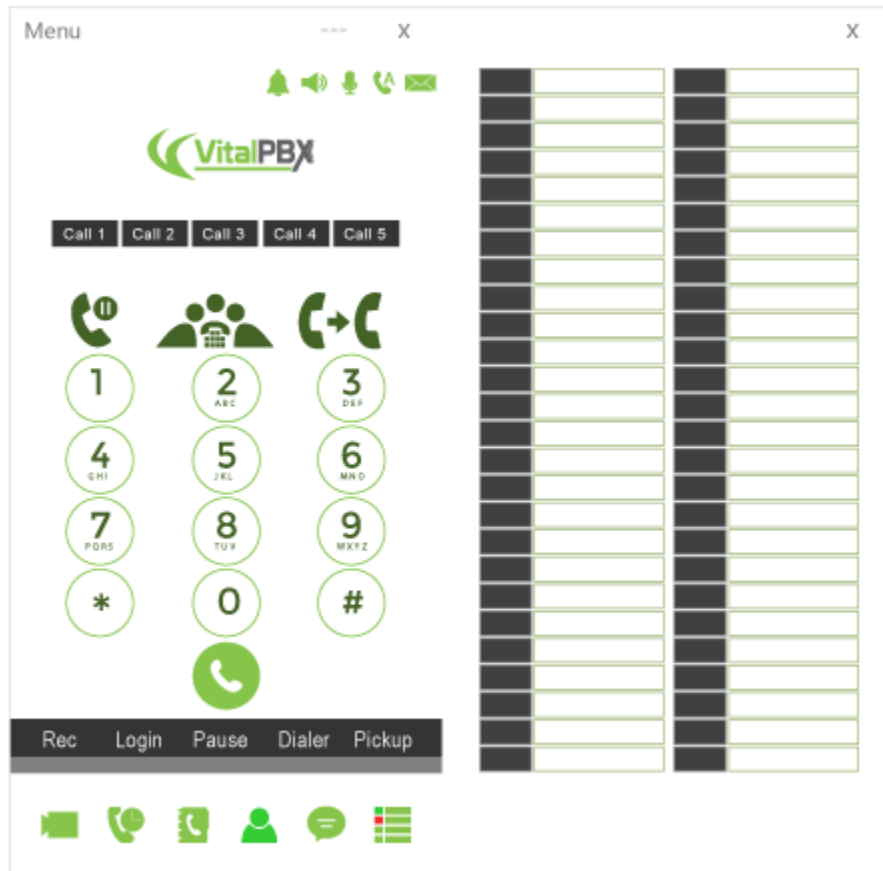 Menu --- X
X
VitalPBX
Call 1 Call 2 Call 3 Call 4 Call 5
1 2 3
ABC DEF
4 5 6
GHI JKL MNO
7 8 9
PQRS TUV WXYZ
* 0 #
Rec Login Pause Dialer Pickup